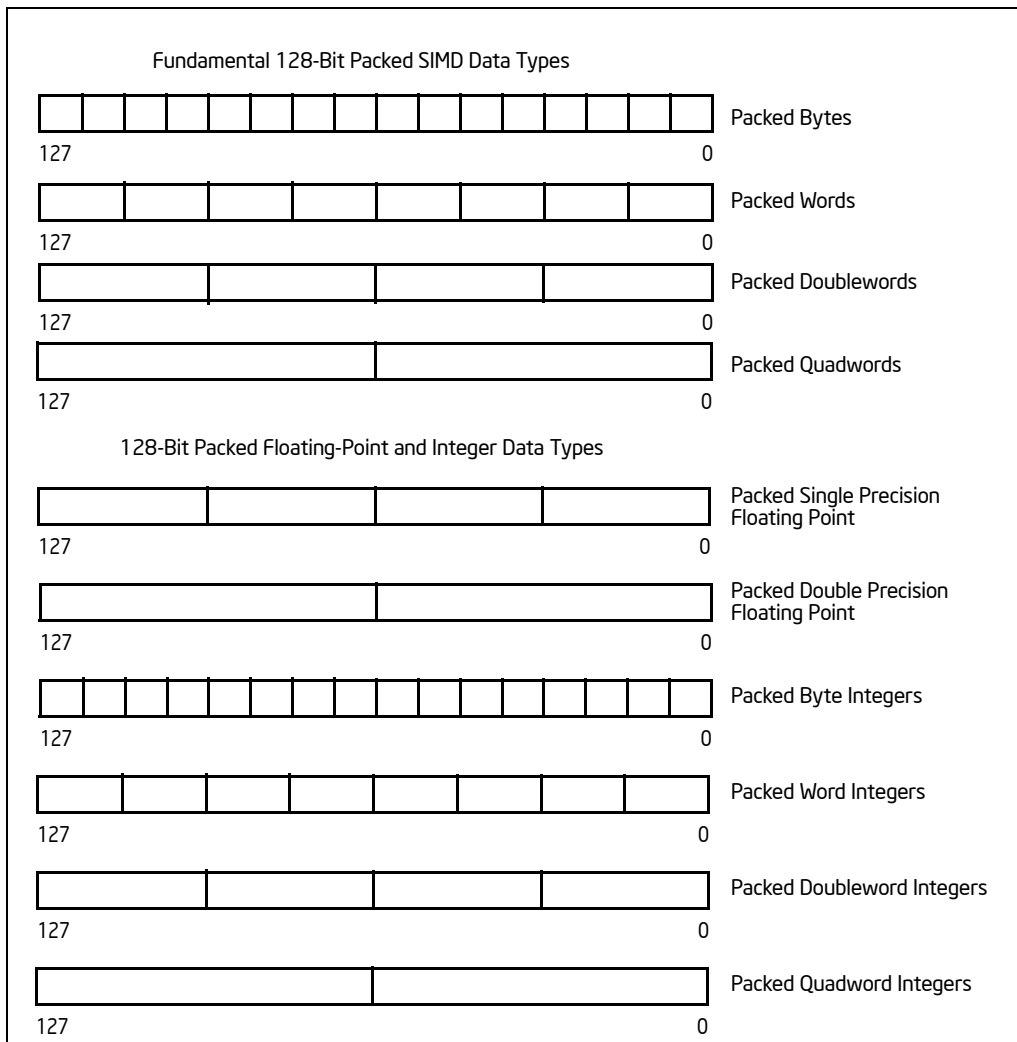 Fundamental 128-Bit Packed SIMD Data Types
Packed Bytes
127 0
Packed Words
127 0
Packed Doublewords
127 0
Packed Quadwords
127 0
128-Bit Packed Floating-Point and Integer Data Types
Packed Single Precision
Floating Point
127 0
Packed Double Precision
Floating Point
127 0
Packed Byte Integers
127 0
Packed Word Integers
127 0
Packed Doubleword Integers
127 0
Packed Quadword Integers
127 0